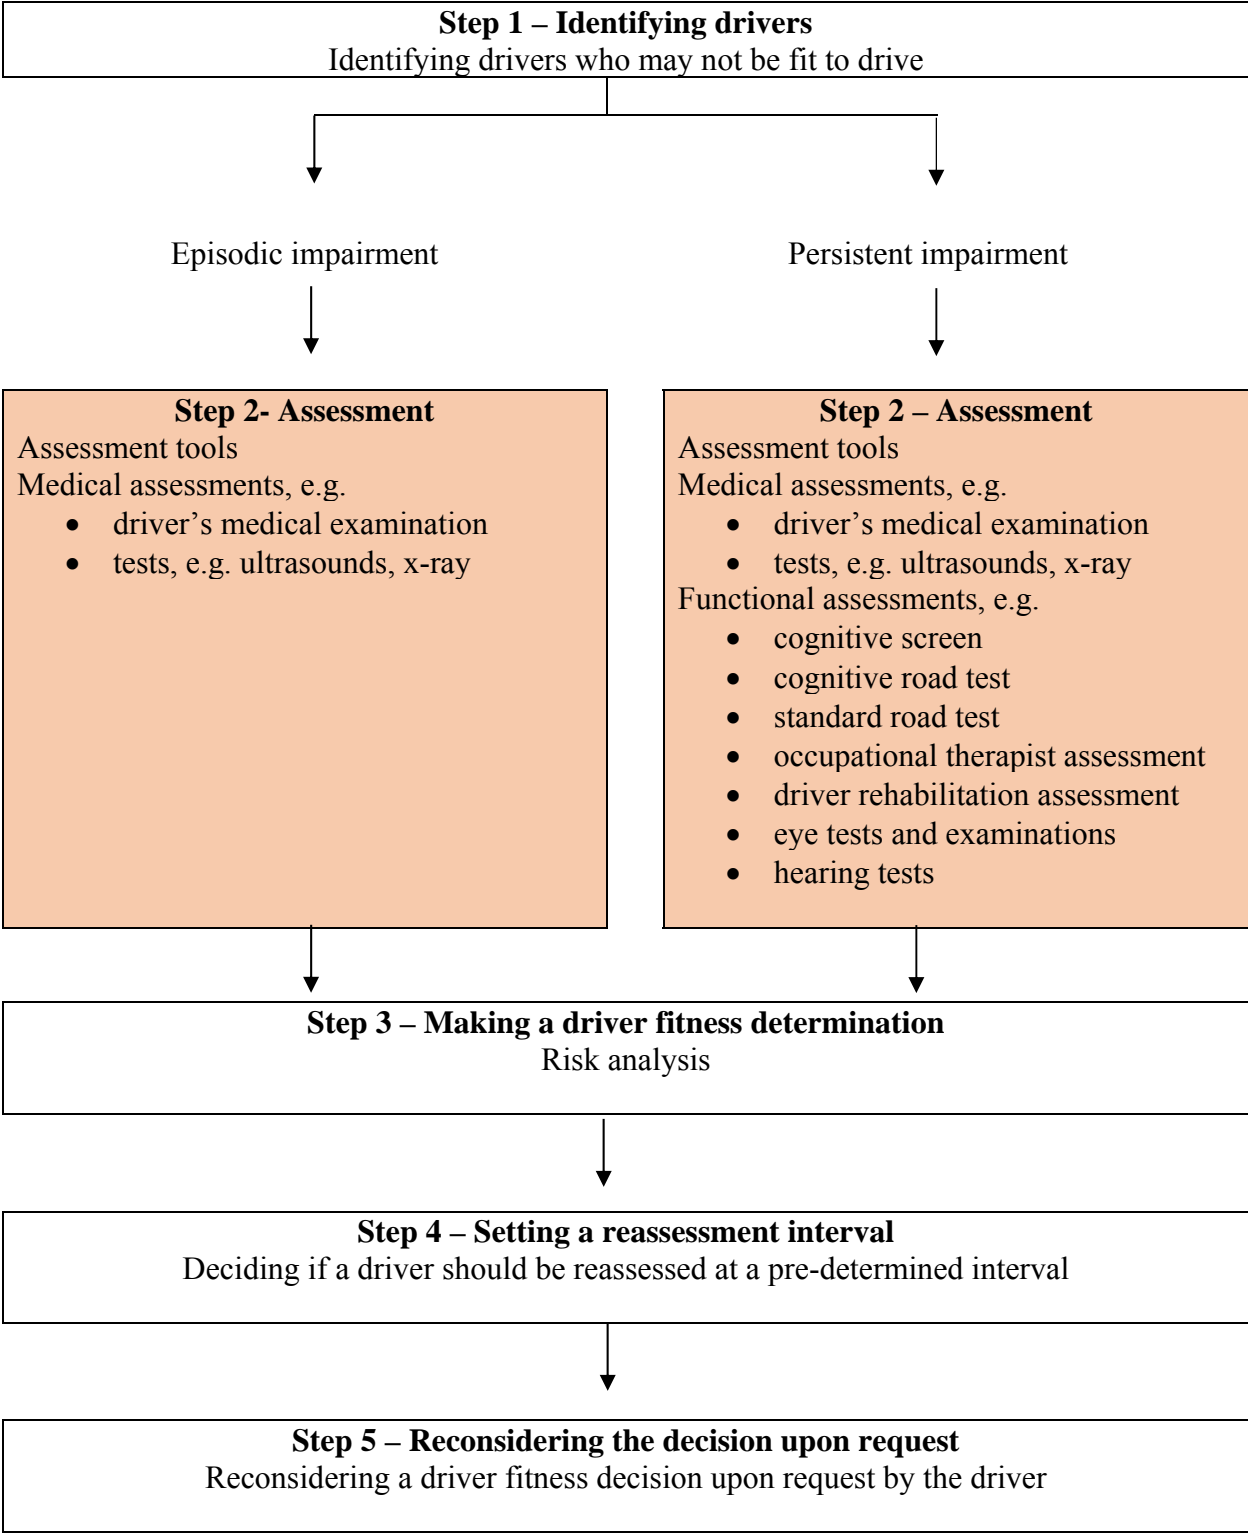 Step 1 – Identifying drivers
Identifying drivers who may not be fit to drive
Episodic impairment
Persistent impairment
Step 2- Assessment
Assessment tools
Medical assessments, e.g.
• driver’s medical examination
• tests, e.g. ultrasounds, x-ray
Step 2 – Assessment
Assessment tools
Medical assessments, e.g.
• driver’s medical examination
• tests, e.g. ultrasounds, x-ray
Functional assessments, e.g.
• cognitive screen
• cognitive road test
• standard road test
• occupational therapist assessment
• driver rehabilitation assessment
• eye tests and examinations
• hearing tests
Step 3 – Making a driver fitness determination
Risk analysis
Step 4 – Setting a reassessment interval
Deciding if a driver should be reassessed at a pre-determined interval
Step 5 – Reconsidering the decision upon request
Reconsidering a driver fitness decision upon request by the driver